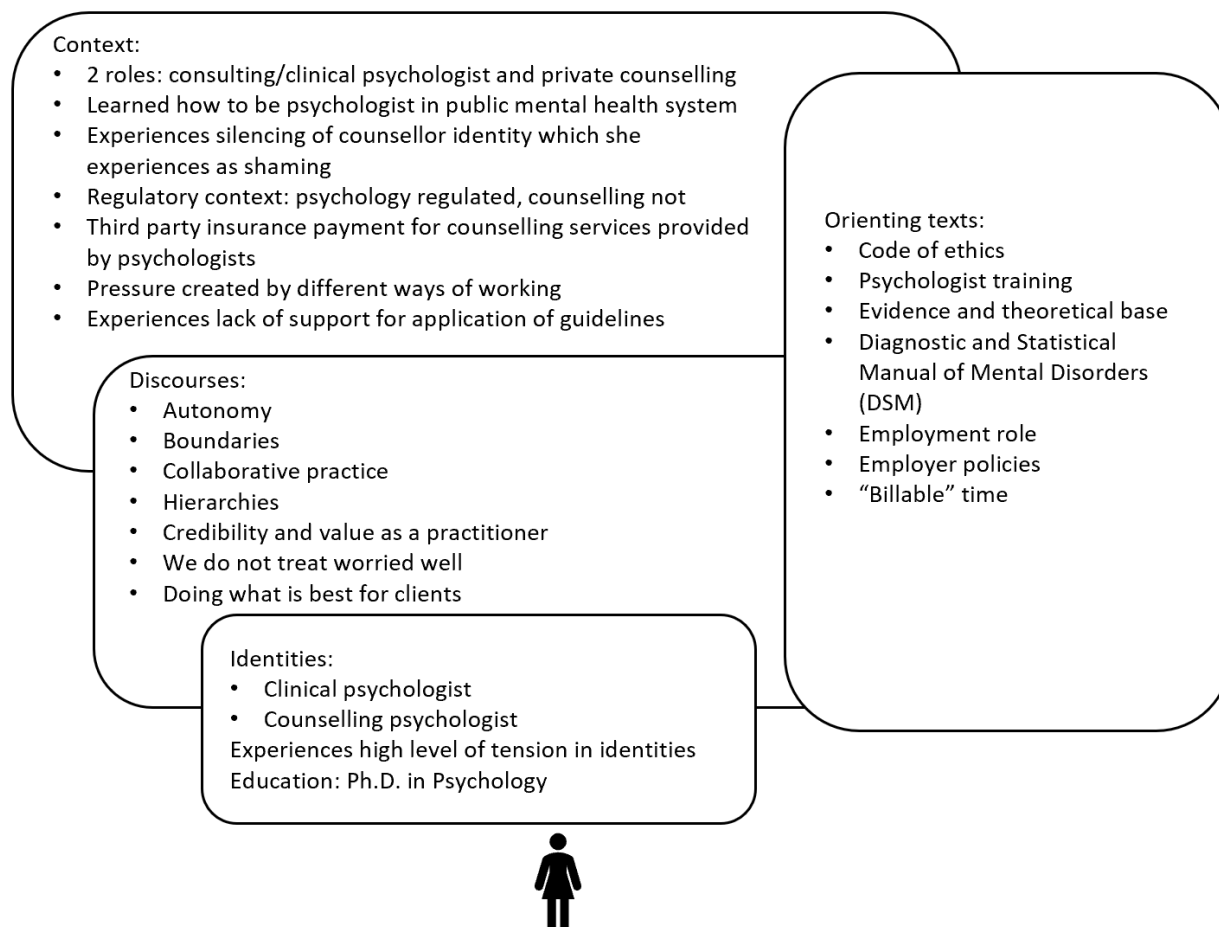 Context:
• 2 roles: consulting/clinical psychologist and private counselling
• Learned how to be psychologist in public mental health system
• Experiences silencing of counsellor identity which she
experiences as shaming
• Regulatory context: psychology regulated, counselling not
• Third party insurance payment for counselling services provided
by psychologists
• Pressure created by different ways of working
• Experiences lack of support for application of guidelines
Discourses:
• Autonomy
• Boundaries
• Collaborative practice
• Hierarchies
• Credibility and value as a practitioner
• We do not treat worried well
• Doing what is best for clients
Identities:
• Clinical psychologist
• Counselling psychologist
Experiences high level of tension in identities
Education: Ph.D. in Psychology
Orienting texts:
• Code of ethics
• Psychologist training
• Evidence and theoretical base
• Diagnostic and Statistical
Manual of Mental Disorders
(DSM)
• Employment role
• Employer policies
• “Billable” time